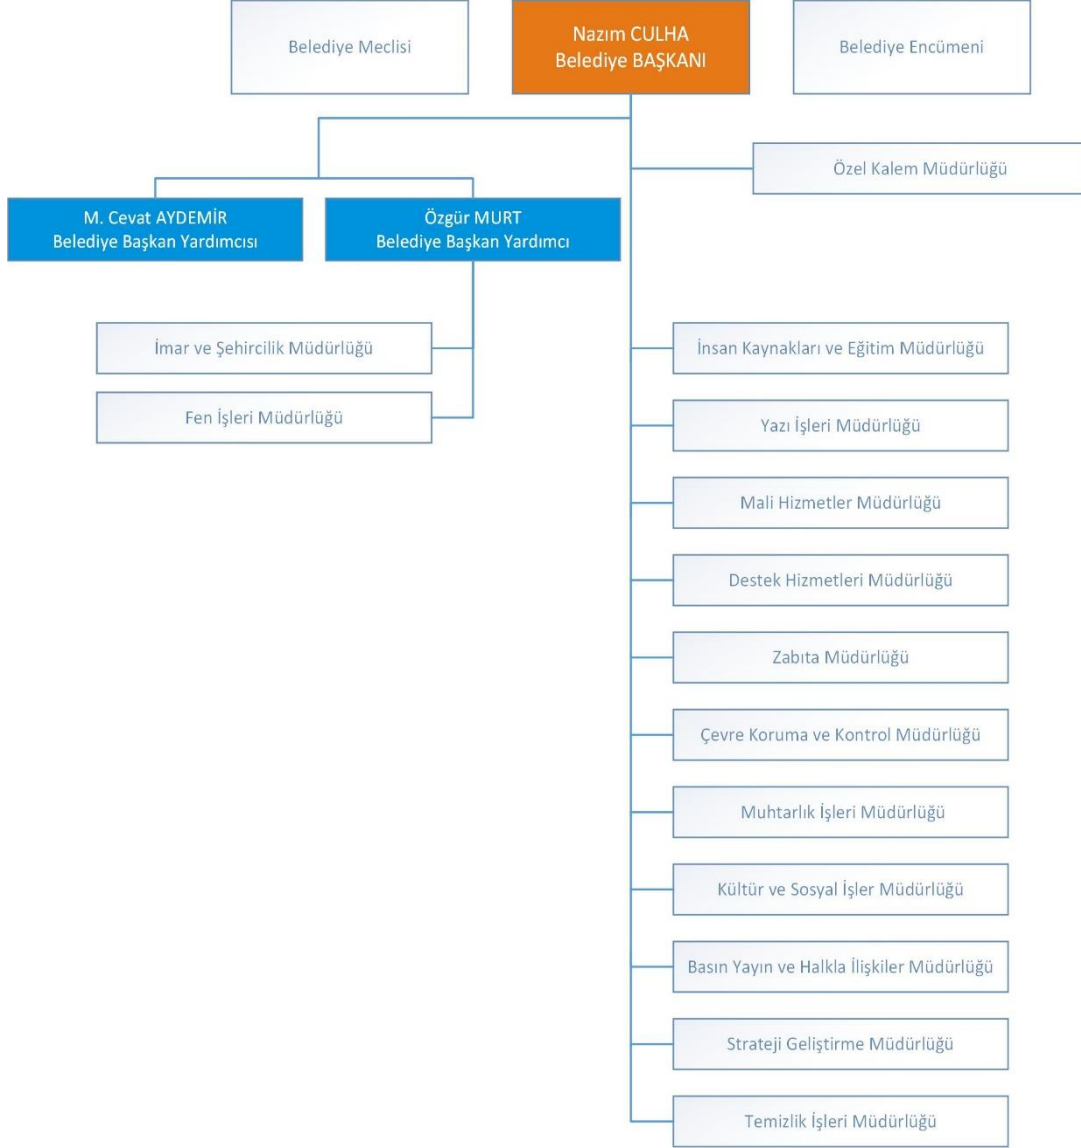 Belediye Meclisi
Nazım CULHA
Belediye BAŞKANI
Belediye Encümeni
Özel Kalem Müdürlüğü
M. Cevat AYDEMİR
Belediye Başkan Yardımcısı
Özgür MURT
Belediye Başkan Yardımcı
İmar ve Şehircilik Müdürlüğü
Fen İşleri Müdürlüğü
İnsan Kaynakları ve Eğitim Müdürlüğü
Yazı İşleri Müdürlüğü
Mali Hizmetler Müdürlüğü
Destek Hizmetleri Müdürlüğü
Zabıta Müdürlüğü
Çevre Koruma ve Kontrol Müdürlüğü
Muhtarlık İşleri Müdürlüğü
Kültür ve Sosyal İşler Müdürlüğü
Basın Yayın ve Halkla İlişkiler Müdürlüğü
Strateji Geliştirme Müdürlüğü
Temizlik İşleri Müdürlüğü